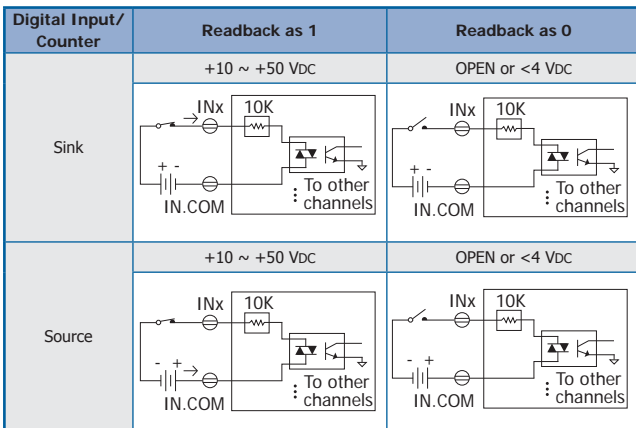 Digital Input/
Counter
Readback as 1
Readback as 0
Sink
+10 ~ +50 VDC
OPEN or <4 VDC
INx
10K
+ -
IN.COM
To other
channels
INx
10K
+ -
IN.COM
To other
channels
Source
+10 ~ +50 VDC
OPEN or <4 VDC
INx
10K
- +
IN.COM
To other
channels
INx
10K
- +
IN.COM
To other
channels